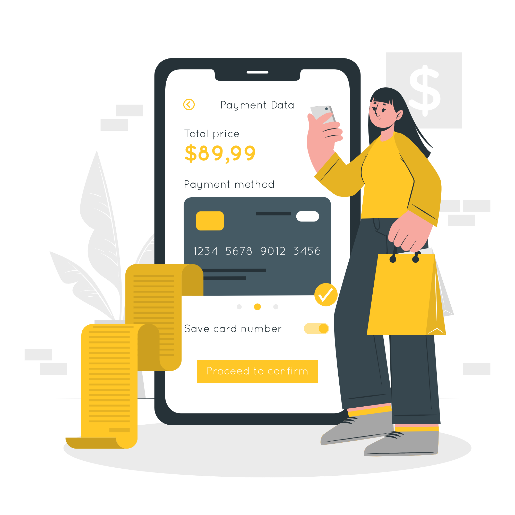 $
Payment Data
Total price
$89,99
Payment method
1234 5678 9012 3456
Save card number
Proceed to confirm